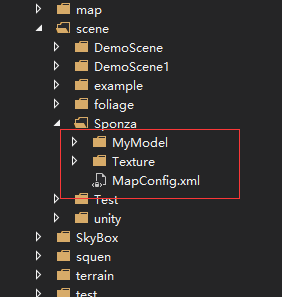 map
scene
DemoScene
DemoScene1
example
foliage
Sponza
MyModel
Texture
MapConfig.xml
Test
unity
SkyBox
squen
terrain
test